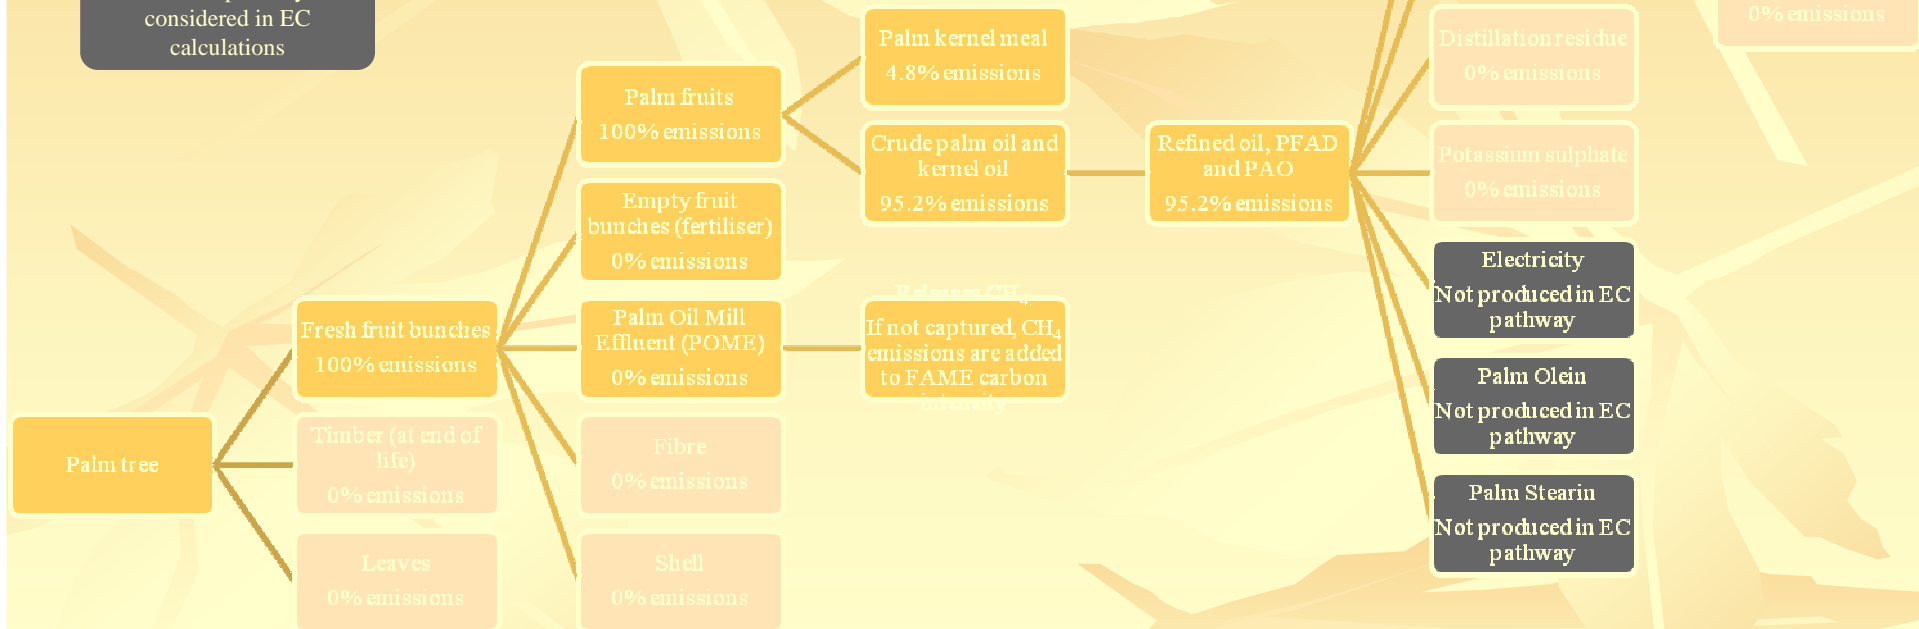 considered in EC
calculations
Palm tree
Fresh fruit bunches
100% emissions
Timber (at end of
life)
0% emissions
Leaves
0% emissions
Palm fruits
100% emissions
Empty fruit
bunches (fertiliser)
0% emissions
Palm Oil Mill
Effluent (POME)
0% emissions
Fibre
0% emissions
Shell
0% emissions
Palm kernel meal
4.8% emissions
Crude palm oil and
kernel oil
95.2% emissions
Releases CH4.
If not captured, CH4
emissions are added
to FAME carbon
intensity
Refined oil, PFAD
and PAO
95.2% emissions
Distillation residue
0% emissions
Potassium sulphate
0% emissions
Electricity
Not produced in EC
pathway
Palm Olein
Not produced in EC
pathway
Palm Stearin
Not produced in EC
pathway
0% emissions